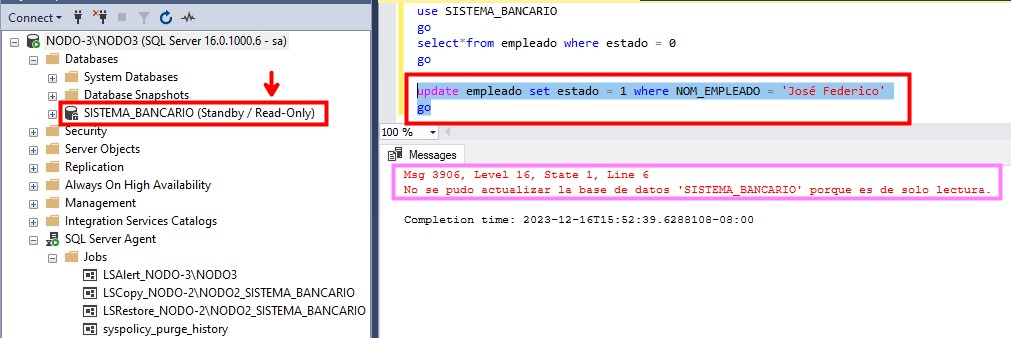 Connect
NODO-3\NODO3 (SQL Server 16.0.1000.6 - sa)
Databases
System Databases
Database Snapshots
SISTEMA_BANCARIO (Standby / Read-Only)
Security
Server Objects
Replication
Always On High Availability
Management
Integration Services Catalogs
SQL Server Agent
Jobs
LSAlert_NODO-3\NODO3
LSCopy_NODO-2\NODO2_SISTEMA_BANCARIO
LSRestore_NODO-2\NODO2_SISTEMA_BANCARIO
syspolicy_purge_history
use SISTEMA_BANCARIO
go
select*from empleado where estado = 0
go
update empleado set estado = 1 where NOM_EMPLEADO = 'José Federico'
go
100 %
Messages
Msg 3906, Level 16, State 1, Line 6
No se pudo actualizar la base de datos 'SISTEMA_BANCARIO' porque es de solo lectura.
Completion time: 2023-12-16T15:52:39.6288108-08:00